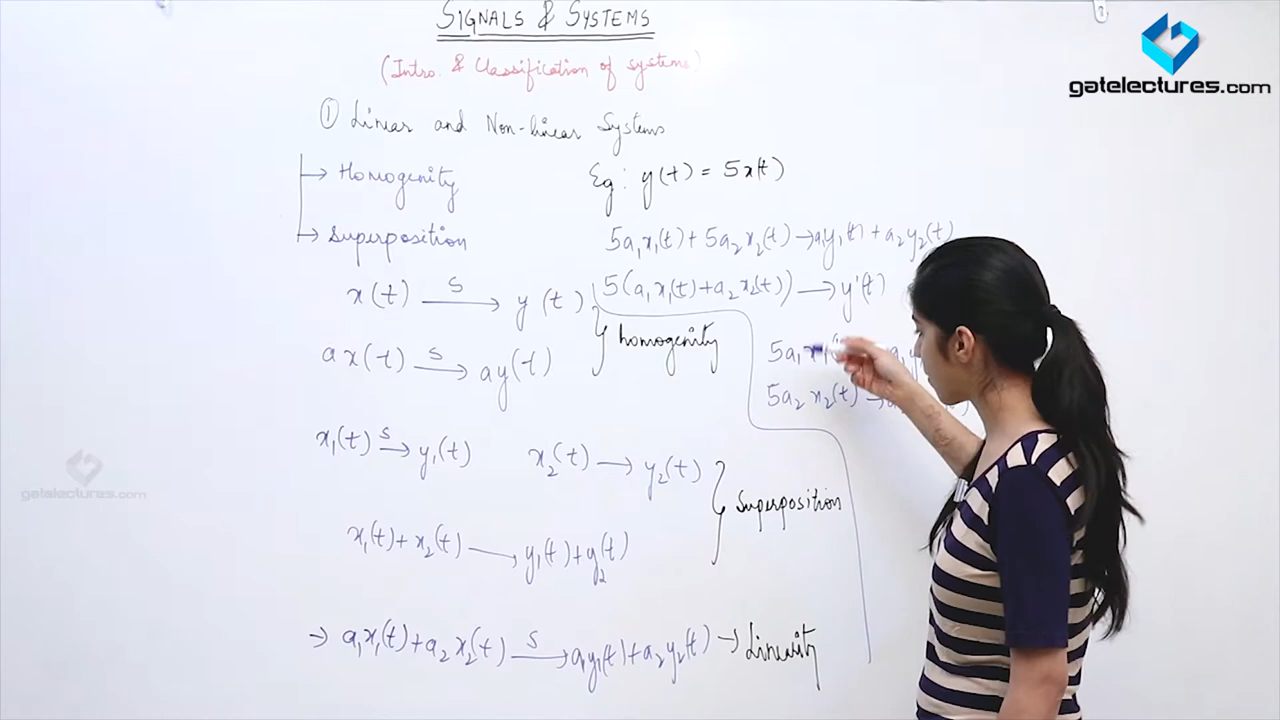 SIGNALS & SYSTEMS
(Intro. & Classification of systems)
gatelectures.com
① Linear and Non-linear Systems
→ Homogenity
Eg: y(t) = 5x(t)
→ Superposition
5a₁x₁(t) + 5a₂x₂(t) → a₁y₁(t) + a₂y₂(t)
x(t) —S→ y(t)
5(a₁x₁(t)+a₂x₂(t)) → y'(t)
} homogenity
ax(t) —S→ ay(t)
5a₁
5a₂x₂(t) →
x₁(t) —S→ y₁(t) x₂(t) → y₂(t)
} Superposition
x₁(t)+x₂(t) → y₁(t)+y₂(t)
→ a₁x₁(t)+a₂x₂(t) —S→ a₁y₁(t)+a₂y₂(t) → Linearity
gatelectures.com